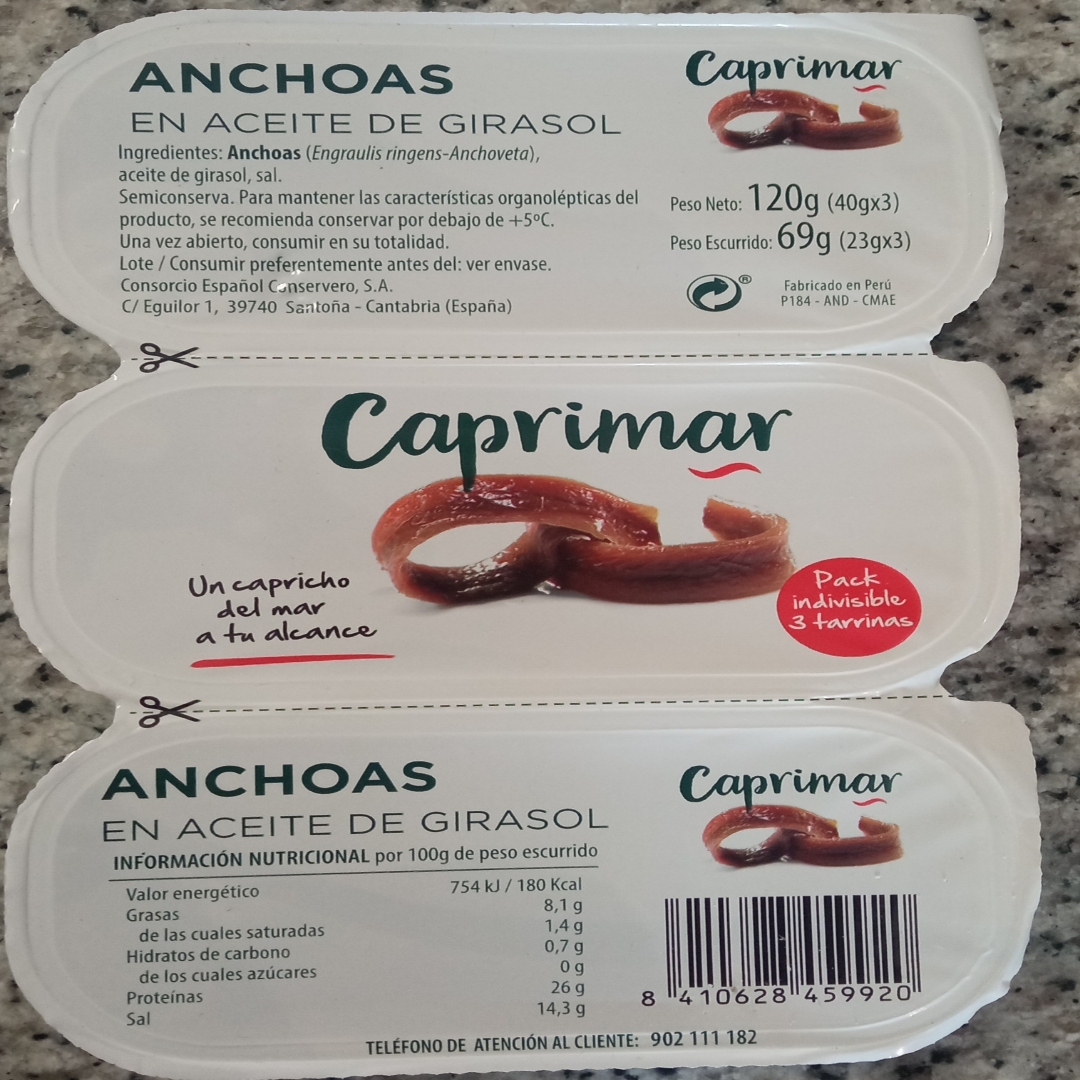 ANCHOAS
EN ACEITE DE GIRASOL
Ingredientes: Anchoas (Engraulis ringens-Anchoveta),
aceite de girasol, sal.
Semiconserva. Para mantener las características organolépticas del
producto, se recomienda conservar por debajo de +5ºC.
Una vez abierto, consumir en su totalidad.
Lote / Consumir preferentemente antes del: ver envase.
Consorcio Español Conservero, S.A.
C/ Eguilor 1, 39740 Santoña - Cantabria (España)
Caprimar
Peso Neto: 120g (40gx3)
Peso Escurrido: 69g (23gx3)
®
Fabricado en Perú
P184 - AND - CMAE
Caprimar
Un capricho
del mar
a tu alcance
Pack
indivisible
3 tarrinas
ANCHOAS
EN ACEITE DE GIRASOL
INFORMACIÓN NUTRICIONAL por 100g de peso escurrido
Valor energético 754 kJ / 180 Kcal
Grasas 8,1 g
de las cuales saturadas 1,4 g
Hidratos de carbono 0,7 g
de los cuales azúcares 0 g
Proteínas 26 g
Sal 14,3 g
Caprimar
8 410628 459920
TELÉFONO DE ATENCIÓN AL CLIENTE: 902 111 182